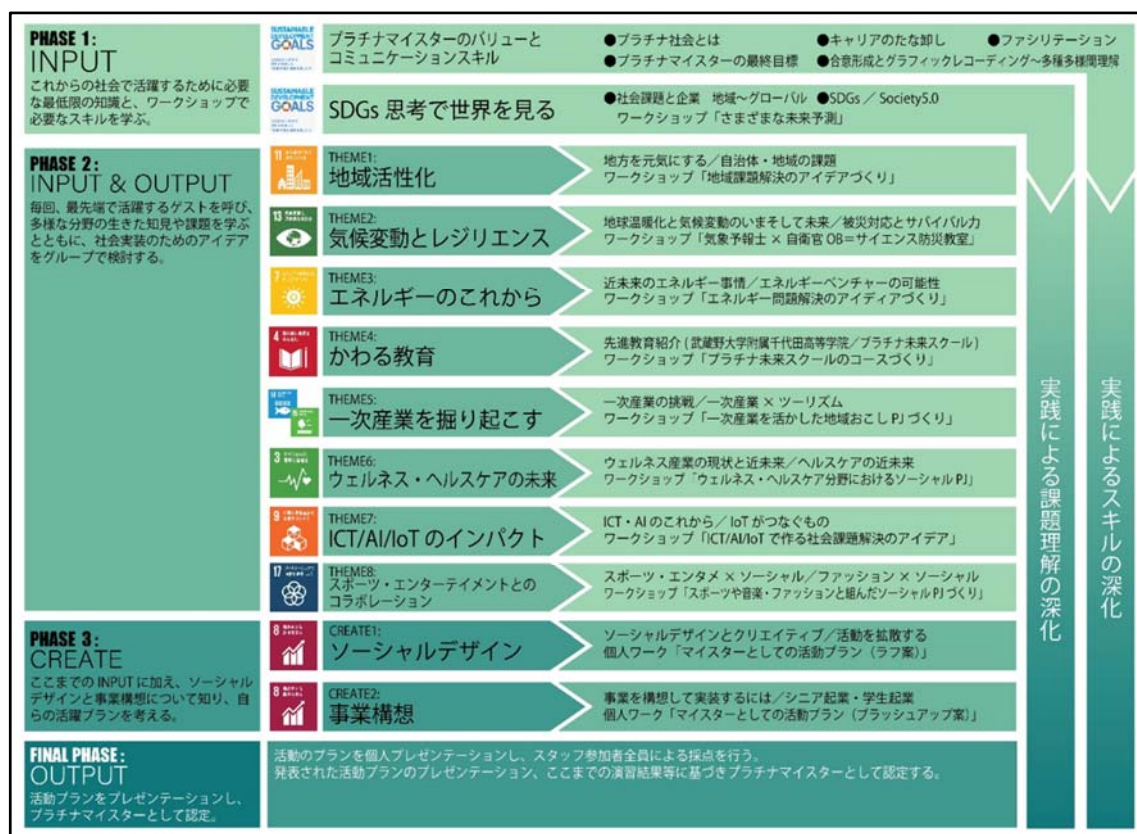 PHASE 1:
INPUT
これからの社会で活躍するために必要
な最低限の知識と、ワークショップで
必要なスキルを学ぶ。
SUSTAINABLE
DEVELOPMENT
GOALS
プラチナマイスターのバリューと
コミュニケーションスキル
●プラチナ社会とは
●キャリアのたな卸し
●ファシリテーション
●プラチナマイスターの最終目標
●合意形成とグラフィックレコーディング〜多種多様間理解
SUSTAINABLE
DEVELOPMENT
GOALS
SDGs 思考で世界を見る
●社会課題と企業 地域〜グローバル
●SDGs / Society5.0
ワークショップ「さまざまな未来予測」
PHASE 2:
INPUT & OUTPUT
毎回、最先端で活躍するゲストを呼び、
多様な分野の生きた知見や課題を学ぶ
とともに、社会実装のためのアイデア
をグループで検討する。
11
THEME1:
地域活性化
地方を元気にする/自治体・地域の課題
ワークショップ「地域課題解決のアイデアづくり」
13
THEME2:
気候変動とレジリエンス
地球温暖化と気候変動のいまそして未来/被災対応とサバイバル力
ワークショップ「気象予報士 × 自衛官 OB=サイエンス防災教室」
7
THEME3:
エネルギーのこれから
近未来のエネルギー事情/エネルギーベンチャーの可能性
ワークショップ「エネルギー問題解決のアイディアづくり」
4
THEME4:
かわる教育
先進教育紹介 ( 武蔵野大学附属千代田高等学院/プラチナ未来スクール )
ワークショップ「プラチナ未来スクールのコースづくり」
THEME5:
一次産業を掘り起こす
一次産業の挑戦/一次産業 × ツーリズム
ワークショップ「一次産業を活かした地域おこし PJ づくり」
3
THEME6:
ウェルネス・ヘルスケアの未来
ウェルネス産業の現状と近未来/ヘルスケアの近未来
ワークショップ「ウェルネス・ヘルスケア分野におけるソーシャル PJ」
9
THEME7:
ICT/AI/IoT のインパクト
ICT・AI のこれから/ IoT がつなぐもの
ワークショップ「ICT/AI/IoT で作る社会課題解決のアイデア」
17
THEME8:
スポーツ・エンターテイメントとの
コラボレーション
スポーツ・エンタメ × ソーシャル/ファッション × ソーシャル
ワークショップ「スポーツや音楽・ファッションと組んだソーシャル PJ づくり」
PHASE 3:
CREATE
ここまでの INPUT に加え、ソーシャル
デザインと事業構想について知り、自
らの活躍プランを考える。
8
CREATE1:
ソーシャルデザイン
ソーシャルデザインとクリエイティブ/活動を拡散する
個人ワーク「マイスターとしての活動プラン(ラフ案)」
8
CREATE2:
事業構想
事業を構想して実装するには/シニア起業・学生起業
個人ワーク「マイスターとしての活動プラン(ブラッシュアップ案)」
FINAL PHASE:
OUTPUT
活動プランをプレゼンテーションし、
プラチナマイスターとして認定。
活動のプランを個人プレゼンテーションし、スタッフ参加者全員による採点を行う。
発表された活動プランのプレゼンテーション、ここまでの演習結果等に基づきプラチナマイスターとして認定する。
実践による課題理解の深化
実践によるスキルの深化